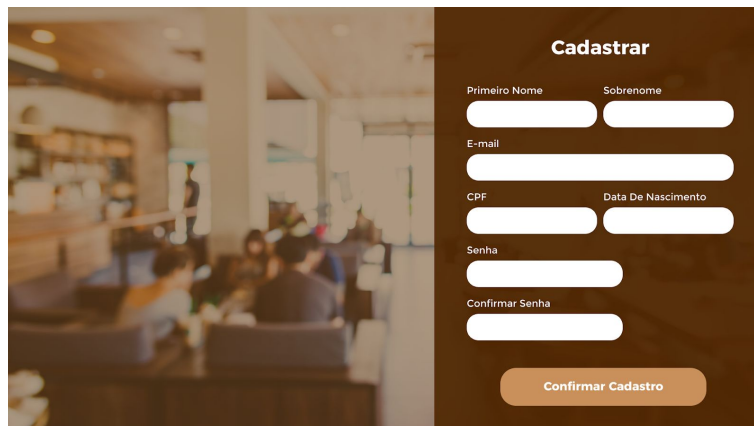 Cadastrar
Primeiro Nome Sobrenome
E-mail
CPF Data De Nascimento
Senha
Confirmar Senha
Confirmar Cadastro